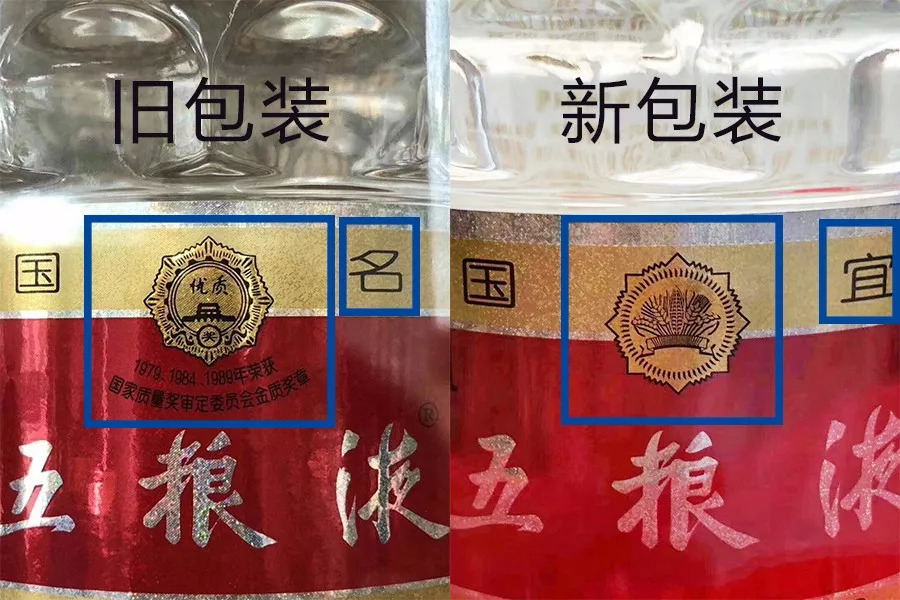 旧包装
国
优质
奖
名
1979、1984、1989年荣获
国家质量奖审定委员会金质奖章
五粮液
®
新包装
国
宜
五粮液